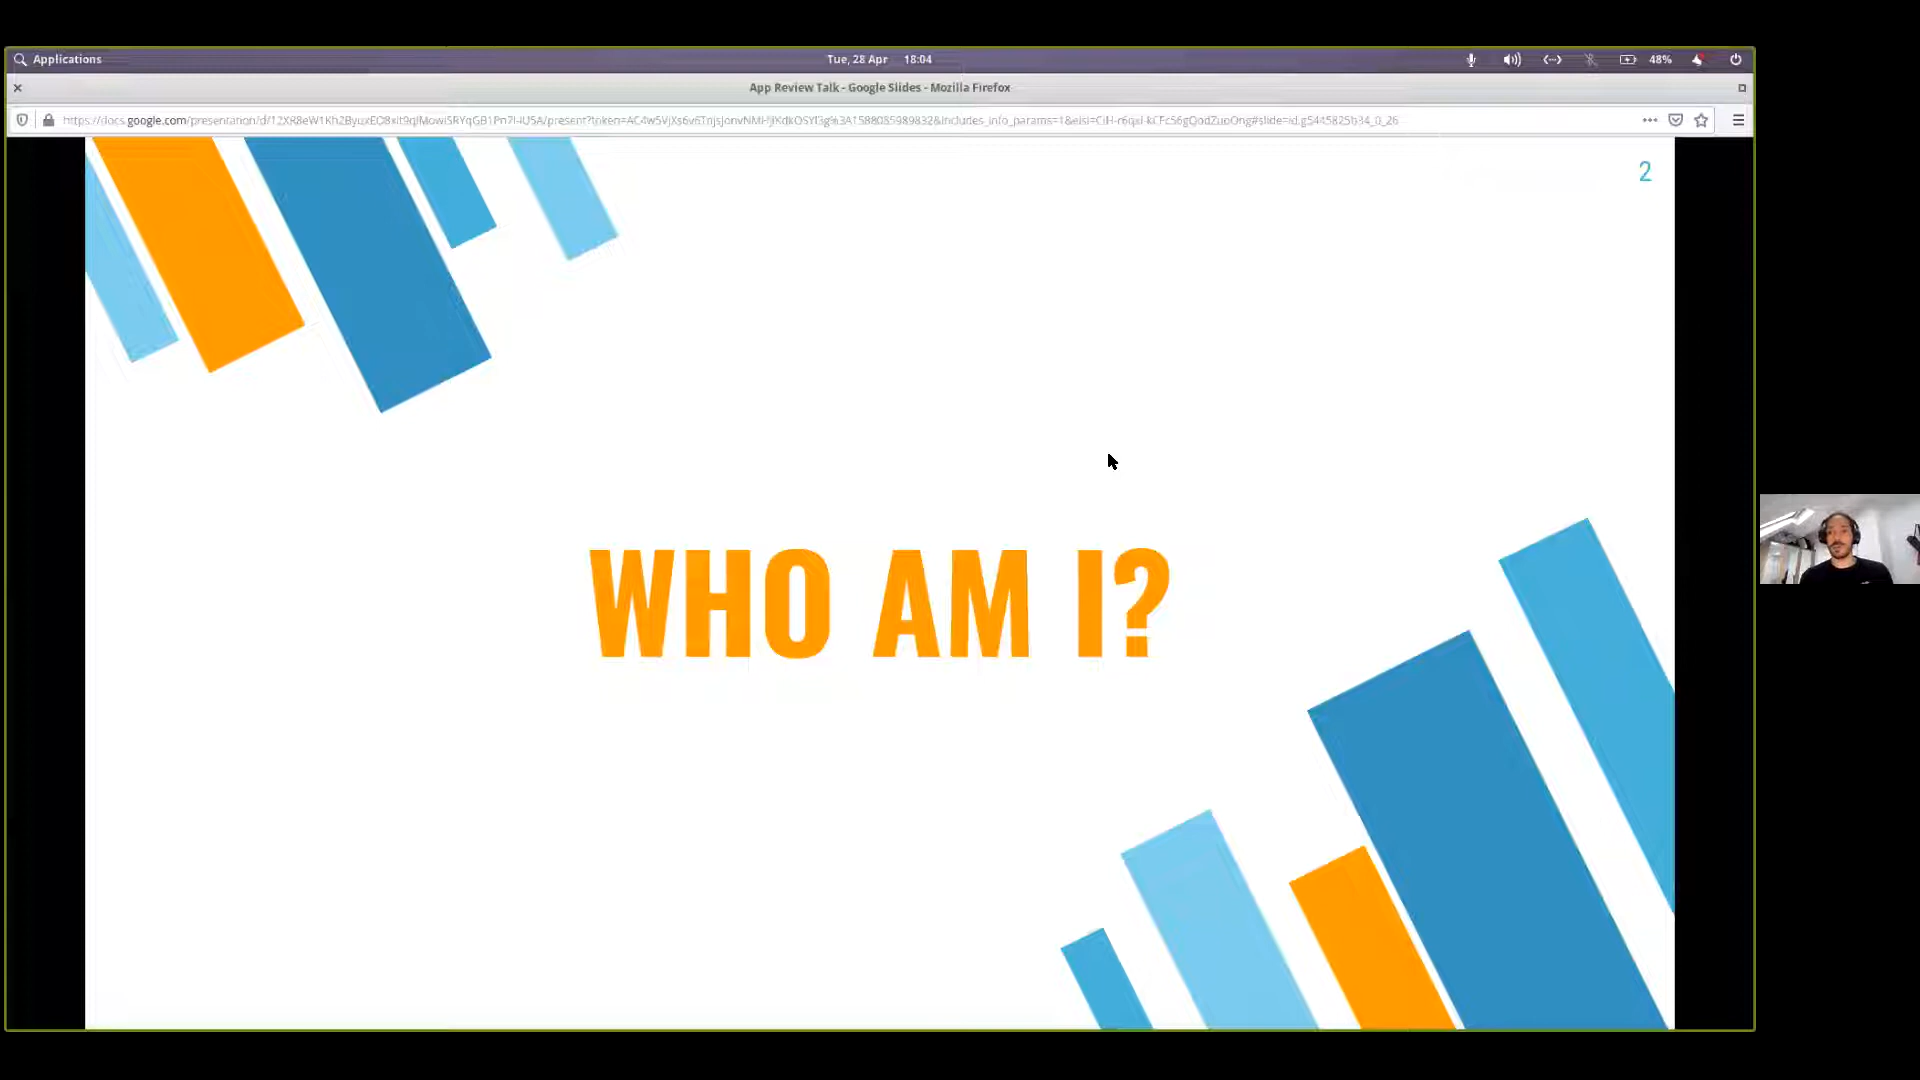 Applications
Tue, 28 Apr 18:04
48%
App Review Talk - Google Slides - Mozilla Firefox
2
WHO AM I?